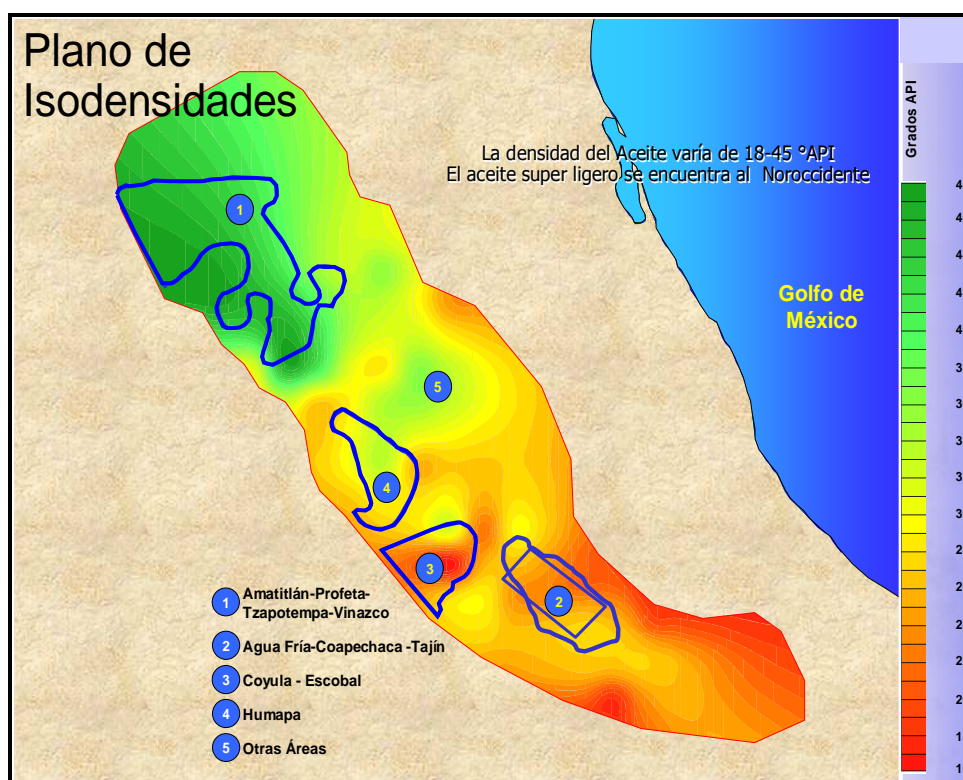 Plano de
Isodensidades
La densidad del Aceite varía de 18-45 °API
El aceite super ligero se encuentra al Noroccidente
Golfo de
México
Grados API
1
5
4
3
2
1 Amatitlán-Profeta-
Tzapotempa-Vinazco
2 Agua Fría-Coapechaca -Tajín
3 Coyula - Escobal
4 Humapa
5 Otras Áreas